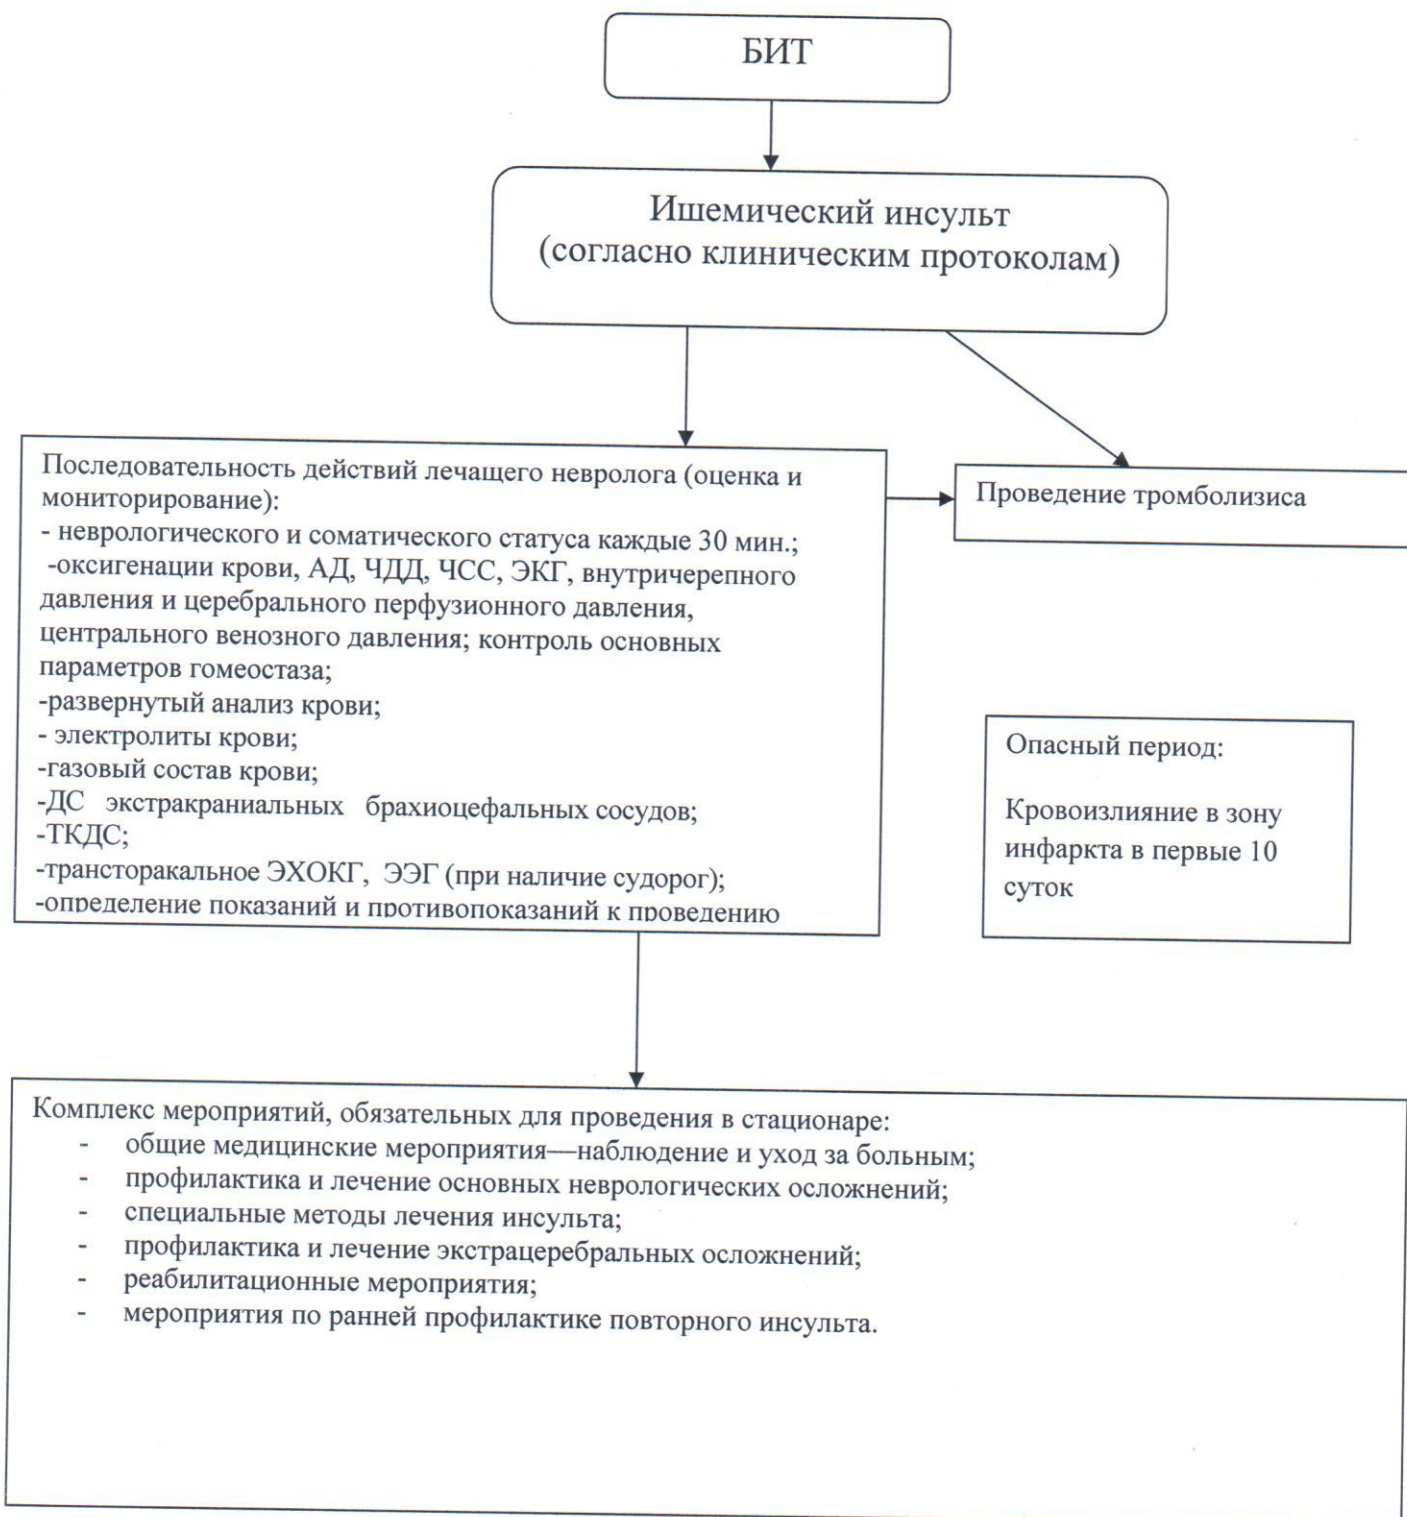 БИТ
Ишемический инсульт
(согласно клиническим протоколам)
Последовательность действий лечащего невролога (оценка и
мониторирование):
- неврологического и соматического статуса каждые 30 мин.;
-оксигенации крови, АД, ЧДД, ЧСС, ЭКГ, внутричерепного
давления и церебрального перфузионного давления,
центрального венозного давления; контроль основных
параметров гомеостаза;
-развернутый анализ крови;
- электролиты крови;
-газовый состав крови;
-ДС экстракраниальных брахиоцефальных сосудов;
-ТКДС;
-трансторакальное ЭХОКГ, ЭЭГ (при наличие судорог);
-определение показаний и противопоказаний к проведению
Проведение тромболизиса
Опасный период:
Кровоизлияние в зону
инфаркта в первые 10
суток
Комплекс мероприятий, обязательных для проведения в стационаре:
- общие медицинские мероприятия—наблюдение и уход за больным;
- профилактика и лечение основных неврологических осложнений;
- специальные методы лечения инсульта;
- профилактика и лечение экстрацеребральных осложнений;
- реабилитационные мероприятия;
- мероприятия по ранней профилактике повторного инсульта.